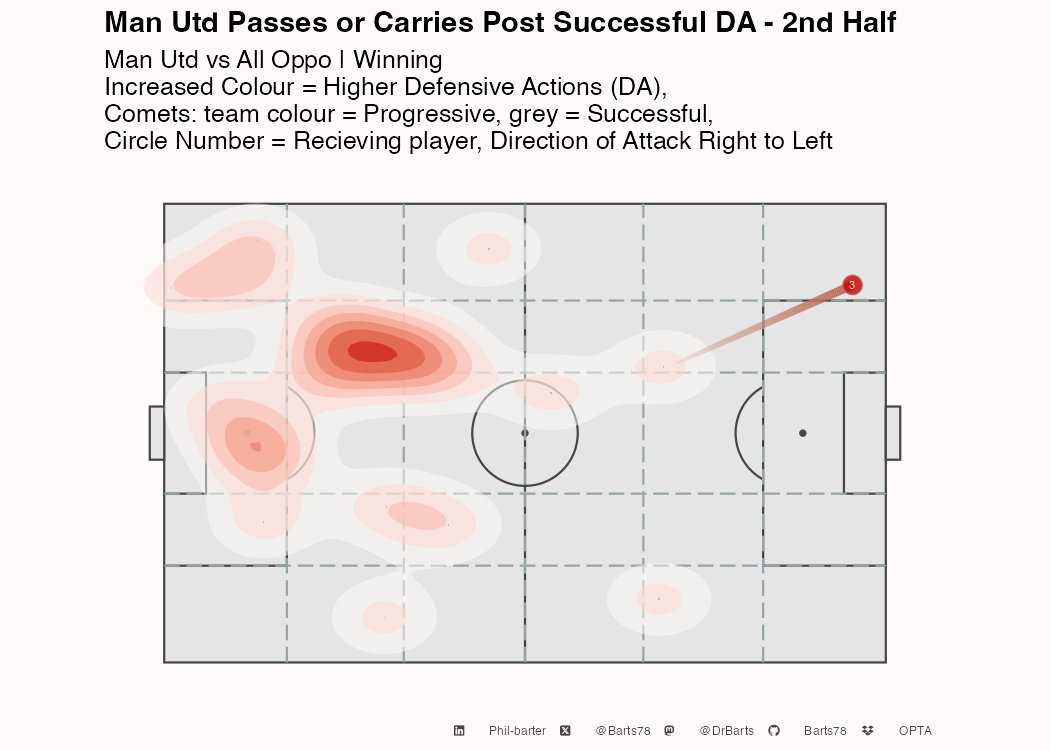 Man Utd Passes or Carries Post Successful DA - 2nd Half
Man Utd vs All Oppo | Winning
Increased Colour = Higher Defensive Actions (DA),
Comets: team colour = Progressive, grey = Successful,
Circle Number = Recieving player, Direction of Attack Right to Left
3
Phil-barter @Barts78 @DrBarts Barts78 OPTA